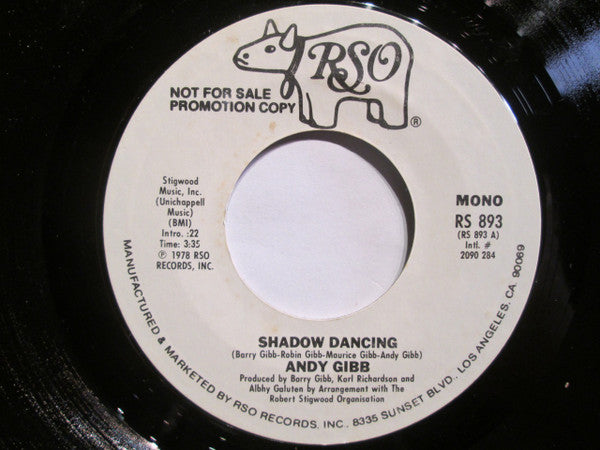 RSO
®
NOT FOR SALE
PROMOTION COPY
Stigwood
Music, Inc.
(Unichappell
Music)
(BMI)
Intro. :22
Time: 3:35
℗ 1978 RSO
RECORDS, INC.
MONO
RS 893
(RS 893 A)
Intl. #
2090 284
SHADOW DANCING
(Barry Gibb-Robin Gibb-Maurice Gibb-Andy Gibb)
ANDY GIBB
Produced by Barry Gibb, Karl Richardson and
Albhy Galuten by Arrangement with The
Robert Stigwood Organisation
MANUFACTURED & MARKETED BY RSO RECORDS, INC., 8335 SUNSET BLVD., LOS ANGELES, CA. 90069